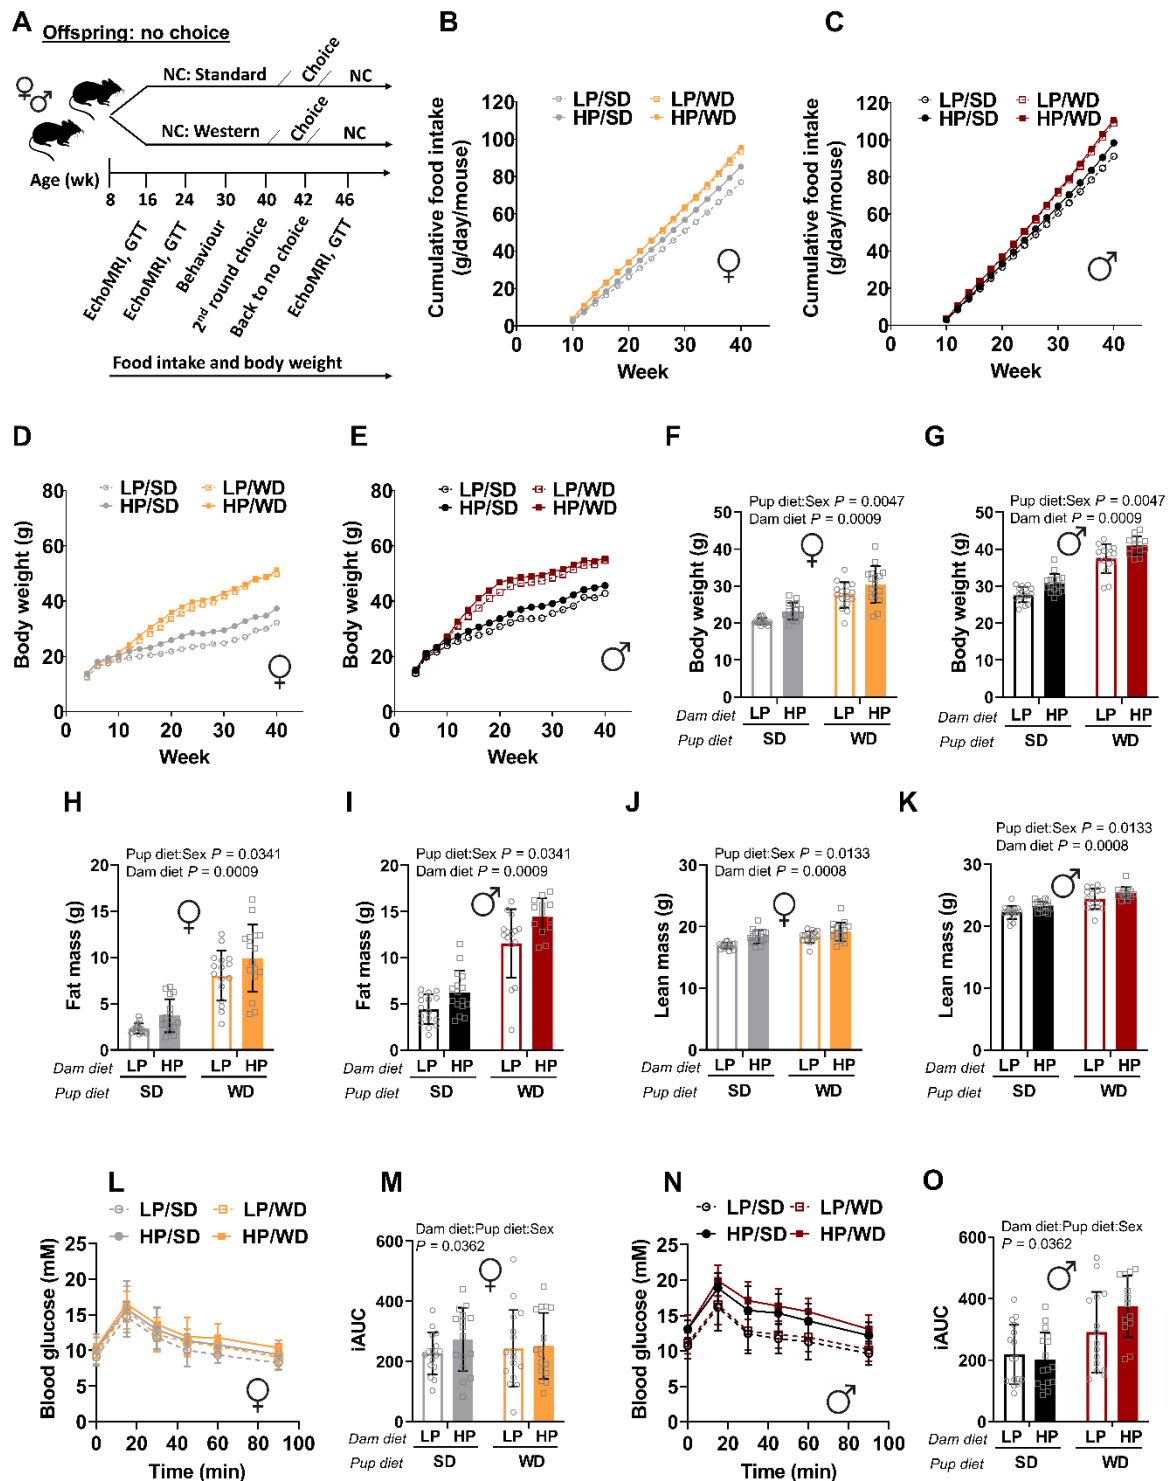 A
Offspring: no choice
NC: Standard
Choice
NC
NC: Western
Choice
NC
Age (wk)
8 16 24 30 40 42 46
EchoMRI, GTT
EchoMRI, GTT
Behaviour
2nd round choice
Back to no choice
EchoMRI, GTT
Food intake and body weight
B
Cumulative food intake
(g/day/mouse)
LP/SD LP/WD
HP/SD HP/WD
120
100
80
60
40
20
0
0 10 20 30 40
Week
♀
C
Cumulative food intake
(g/day/mouse)
LP/SD LP/WD
HP/SD HP/WD
120
100
80
60
40
20
0
0 10 20 30 40
Week
♂
D
Body weight (g)
LP/SD LP/WD
HP/SD HP/WD
80
60
40
20
0
0 10 20 30 40 50
Week
♀
E
Body weight (g)
LP/SD LP/WD
HP/SD HP/WD
80
60
40
20
0
0 10 20 30 40 50
Week
♂
F
Pup diet:Sex P = 0.0047
Dam diet P = 0.0009
Body weight (g)
50
40
30
20
10
0
Dam diet LP HP LP HP
Pup diet SD WD
G
Pup diet:Sex P = 0.0047
Dam diet P = 0.0009
Body weight (g)
50
40
30
20
10
0
Dam diet LP HP LP HP
Pup diet SD WD
H
Pup diet:Sex P = 0.0341
Dam diet P = 0.0009
Fat mass (g)
20
15
10
5
0
Dam diet LP HP LP HP
Pup diet SD WD
I
Pup diet:Sex P = 0.0341
Dam diet P = 0.0009
Fat mass (g)
20
15
10
5
0
Dam diet LP HP LP HP
Pup diet SD WD
J
Pup diet:Sex P = 0.0133
Dam diet P = 0.0008
Lean mass (g)
30
20
10
0
Dam diet LP HP LP HP
Pup diet SD WD
K
Pup diet:Sex P = 0.0133
Dam diet P = 0.0008
Lean mass (g)
30
20
10
0
Dam diet LP HP LP HP
Pup diet SD WD
L
LP/SD LP/WD
HP/SD HP/WD
Blood glucose (mM)
25
20
15
10
5
0
0 20 40 60 80 100
Time (min)
M
Dam diet:Pup diet:Sex
P = 0.0362
iAUC
600
400
200
0
Dam diet LP HP LP HP
Pup diet SD WD
N
LP/SD LP/WD
HP/SD HP/WD
Blood glucose (mM)
25
20
15
10
5
0
0 20 40 60 80 100
Time (min)
O
Dam diet:Pup diet:Sex
P = 0.0362
iAUC
600
400
200
0
Dam diet LP HP LP HP
Pup diet SD WD